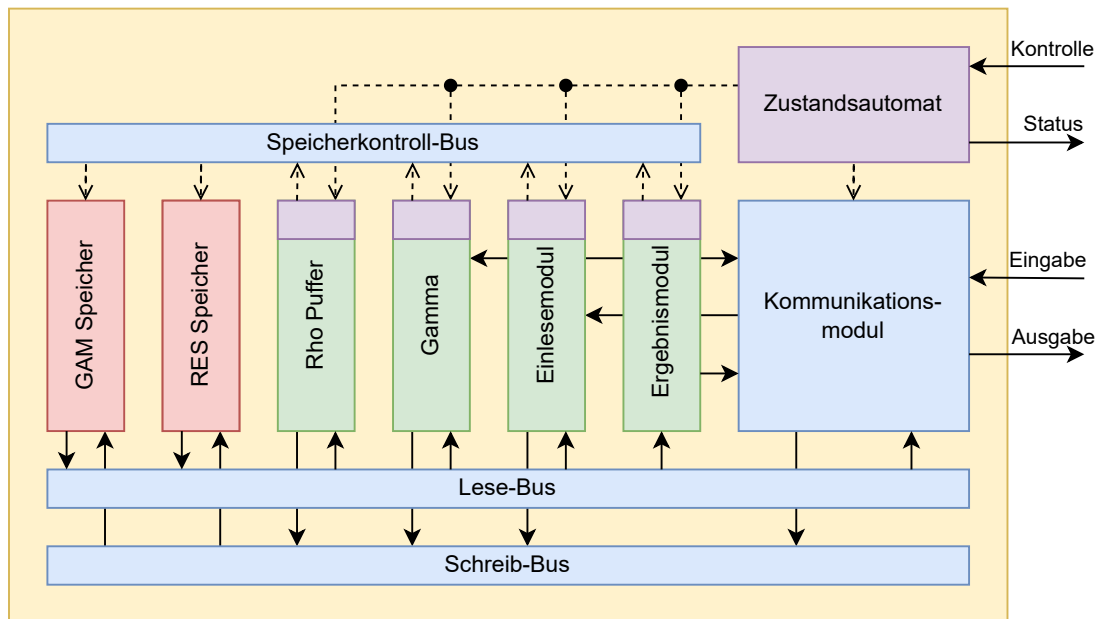 Kontrolle
Zustandsautomat
Status
Speicherkontroll-Bus
GAM Speicher
RES Speicher
Rho Puffer
Gamma
Einlesemodul
Ergebnismodul
Kommunikations-
modul
Eingabe
Ausgabe
Lese-Bus
Schreib-Bus